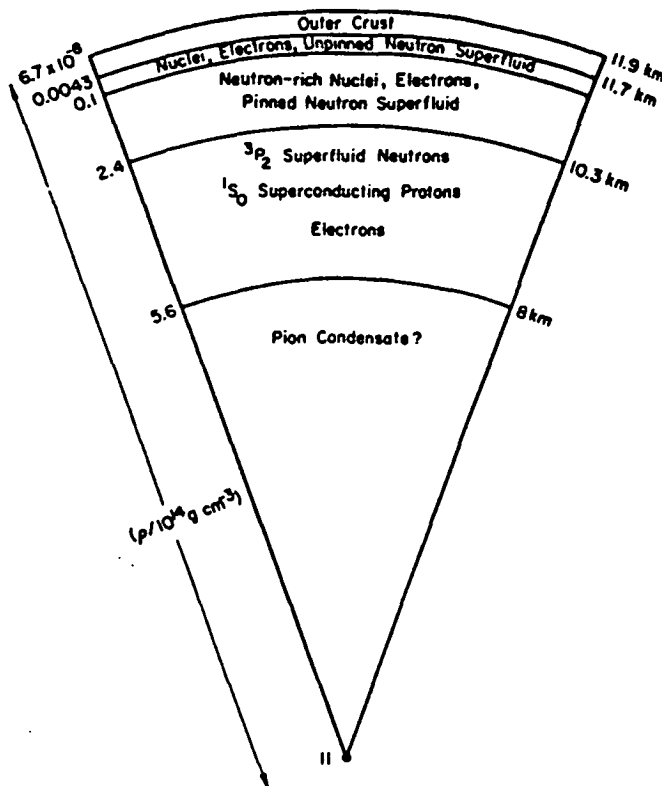 Outer Crust
Nuclei, Electrons, Unpinned Neutron Superfluid
6.7 x 10⁻⁸
11.9 km
0.0043
11.7 km
0.1
Neutron-rich Nuclei, Electrons,
Pinned Neutron Superfluid
2.4
10.3 km
³P₂ Superfluid Neutrons
¹S₀ Superconducting Protons
Electrons
5.6
8 km
Pion Condensate?
(ρ/10¹⁴ g cm⁻³)
11